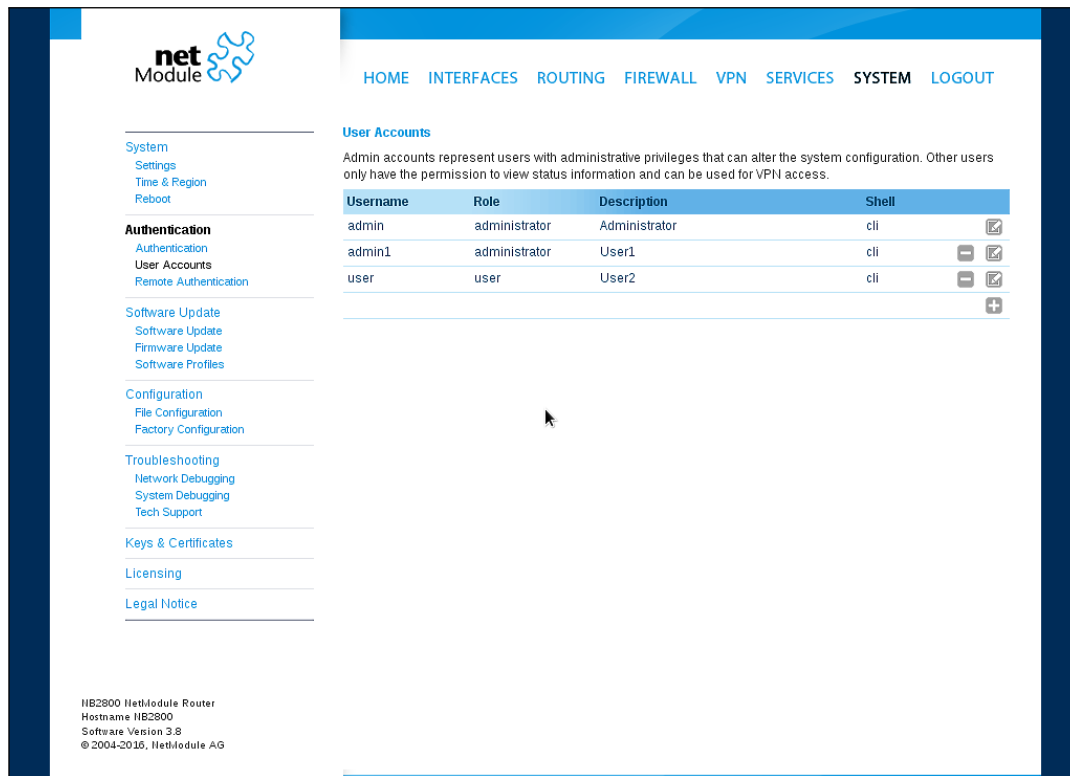 net
Module
HOME INTERFACES ROUTING FIREWALL VPN SERVICES SYSTEM LOGOUT
System
Settings
Time & Region
Reboot
Authentication
Authentication
User Accounts
Remote Authentication
Software Update
Software Update
Firmware Update
Software Profiles
Configuration
File Configuration
Factory Configuration
Troubleshooting
Network Debugging
System Debugging
Tech Support
Keys & Certificates
Licensing
Legal Notice
User Accounts
Admin accounts represent users with administrative privileges that can alter the system configuration. Other users
only have the permission to view status information and can be used for VPN access.
Username Role Description Shell
admin administrator Administrator cli
admin1 administrator User1 cli
user user User2 cli
NB2800 NetModule Router
Hostname NB2800
Software Version 3.8
© 2004-2016, NetModule AG